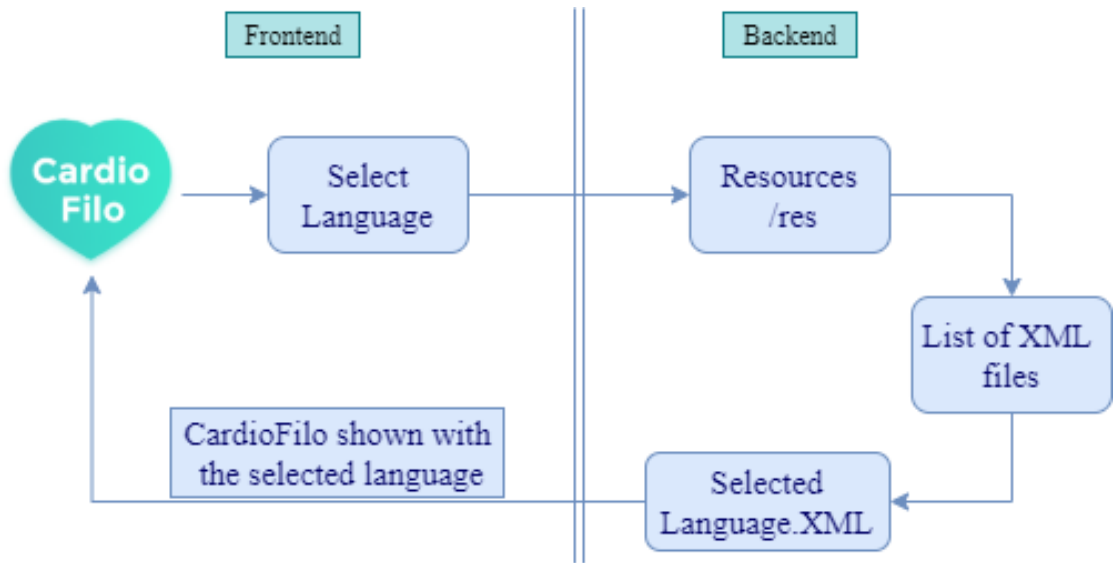 Frontend
Backend
Cardio
Filo
Select
Language
Resources
/res
List of XML
files
CardioFilo shown with
the selected language
Selected
Language.XML